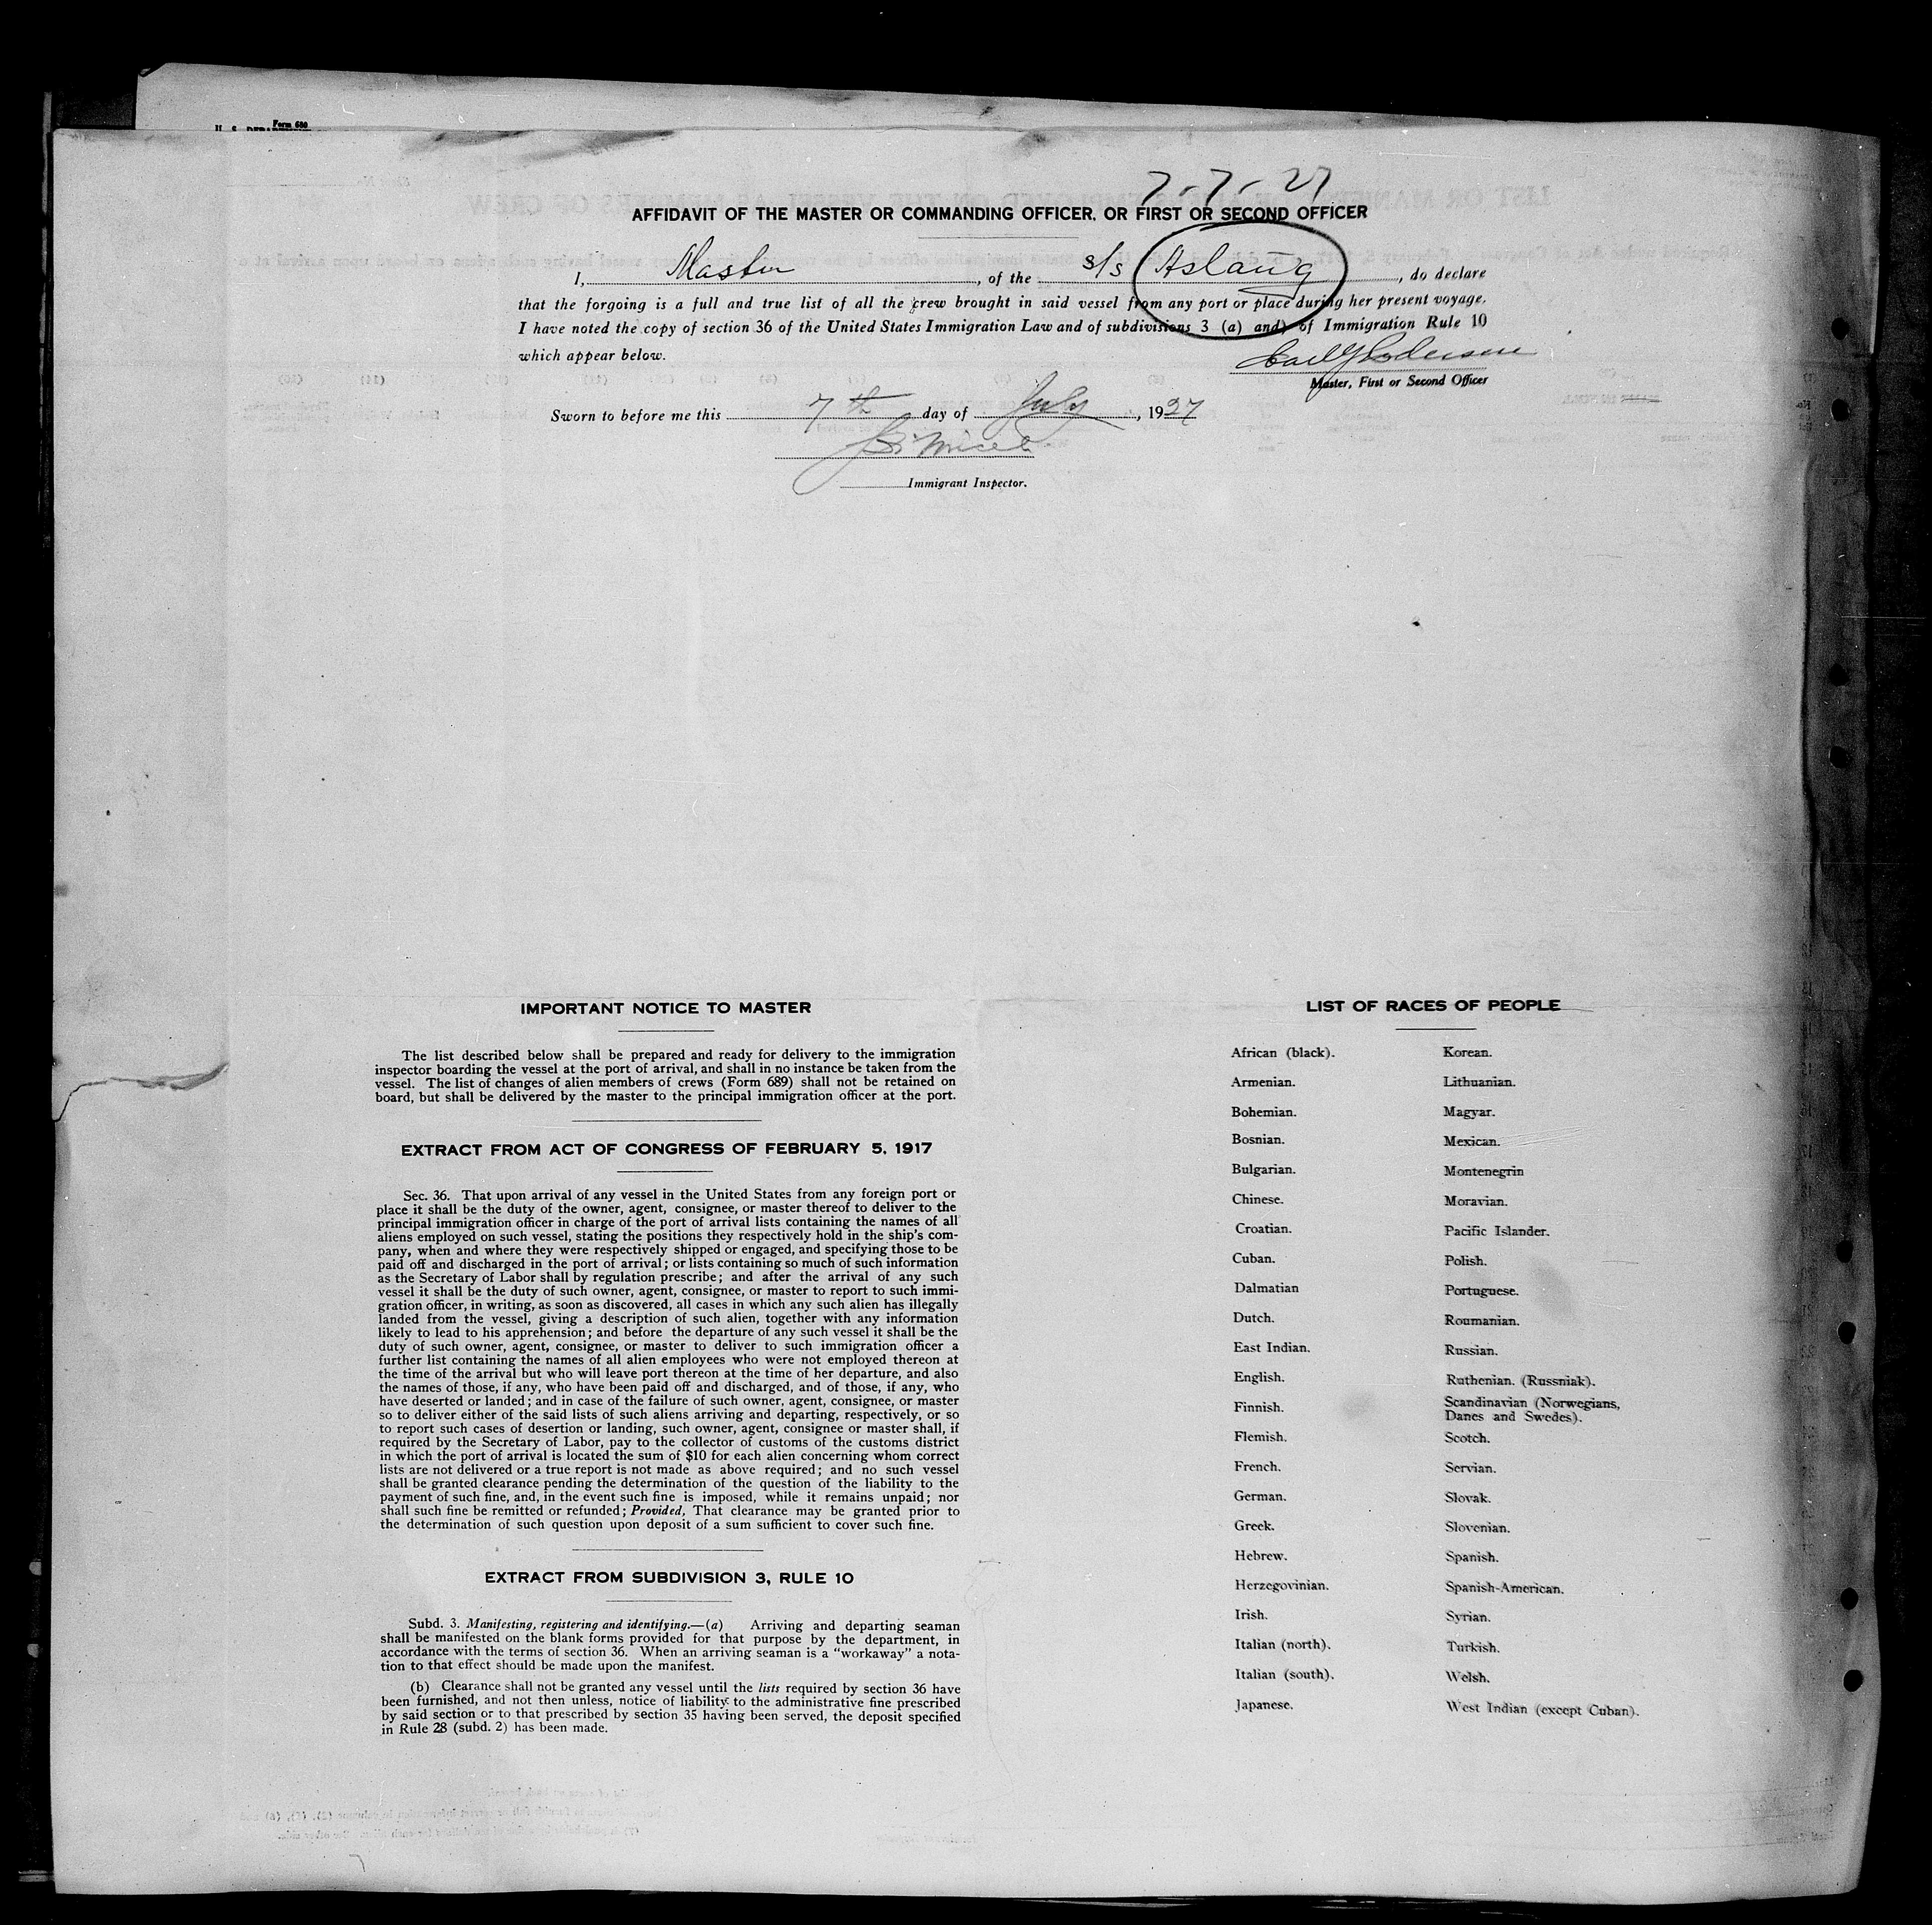 Form 680
7-7-27
AFFIDAVIT OF THE MASTER OR COMMANDING OFFICER, OR FIRST OR SECOND OFFICER
I, Master, of the s/s Aslaug, do declare
that the forgoing is a full and true list of all the crew brought in said vessel from any port or place during her present voyage.
I have noted the copy of section 36 of the United States Immigration Law and of subdivisions 3 (a) and) of Immigration Rule 10
which appear below.
Master, First or Second Officer
Sworn to before me this 7th day of July, 1927
Immigrant Inspector.
IMPORTANT NOTICE TO MASTER
The list described below shall be prepared and ready for delivery to the immigration
inspector boarding the vessel at the port of arrival, and shall in no instance be taken from the
vessel. The list of changes of alien members of crews (Form 689) shall not be retained on
board, but shall be delivered by the master to the principal immigration officer at the port.
EXTRACT FROM ACT OF CONGRESS OF FEBRUARY 5, 1917
Sec. 36. That upon arrival of any vessel in the United States from any foreign port or
place it shall be the duty of the owner, agent, consignee, or master thereof to deliver to the
principal immigration officer in charge of the port of arrival lists containing the names of all
aliens employed on such vessel, stating the positions they respectively hold in the ship's com-
pany, when and where they were respectively shipped or engaged, and specifying those to be
paid off and discharged in the port of arrival; or lists containing so much of such information
as the Secretary of Labor shall by regulation prescribe; and after the arrival of any such
vessel it shall be the duty of such owner, agent, consignee, or master to report to such immi-
gration officer, in writing, as soon as discovered, all cases in which any such alien has illegally
landed from the vessel, giving a description of such alien, together with any information
likely to lead to his apprehension; and before the departure of any such vessel it shall be the
duty of such owner, agent, consignee, or master to deliver to such immigration officer a
further list containing the names of all alien employees who were not employed thereon at
the time of the arrival but who will leave port thereon at the time of her departure, and also
the names of those, if any, who have been paid off and discharged, and of those, if any, who
have deserted or landed; and in case of the failure of such owner, agent, consignee, or master
so to deliver either of the said lists of such aliens arriving and departing, respectively, or so
to report such cases of desertion or landing, such owner, agent, consignee or master shall, if
required by the Secretary of Labor, pay to the collector of customs of the customs district
in which the port of arrival is located the sum of $10 for each alien concerning whom correct
lists are not delivered or a true report is not made as above required; and no such vessel
shall be granted clearance pending the determination of the question of the liability to the
payment of such fine, and, in the event such fine is imposed, while it remains unpaid; nor
shall such fine be remitted or refunded; Provided, That clearance may be granted prior to
the determination of such question upon deposit of a sum sufficient to cover such fine.
EXTRACT FROM SUBDIVISION 3, RULE 10
Subd. 3. Manifesting, registering and identifying.—(a) Arriving and departing seaman
shall be manifested on the blank forms provided for that purpose by the department, in
accordance with the terms of section 36. When an arriving seaman is a “workaway” a nota-
tion to that effect should be made upon the manifest.
(b) Clearance shall not be granted any vessel until the lists required by section 36 have
been furnished, and not then unless, notice of liability to the administrative fine prescribed
by said section or to that prescribed by section 35 having been served, the deposit specified
in Rule 28 (subd. 2) has been made.
LIST OF RACES OF PEOPLE
African (black).
Armenian.
Bohemian.
Bosnian.
Bulgarian.
Chinese.
Croatian.
Cuban.
Dalmatian
Dutch.
East Indian.
English.
Finnish.
Flemish.
French.
German.
Greek.
Hebrew.
Herzegovinian.
Irish.
Italian (north).
Italian (south).
Japanese.
Korean.
Lithuanian.
Magyar.
Mexican.
Montenegrin
Moravian.
Pacific Islander.
Polish.
Portuguese.
Roumanian.
Russian.
Ruthenian. (Russniak).
Scandinavian (Norwegians,
Danes and Swedes).
Scotch.
Servian.
Slovak.
Slovenian.
Spanish.
Spanish-American.
Syrian.
Turkish.
Welsh.
West Indian (except Cuban).